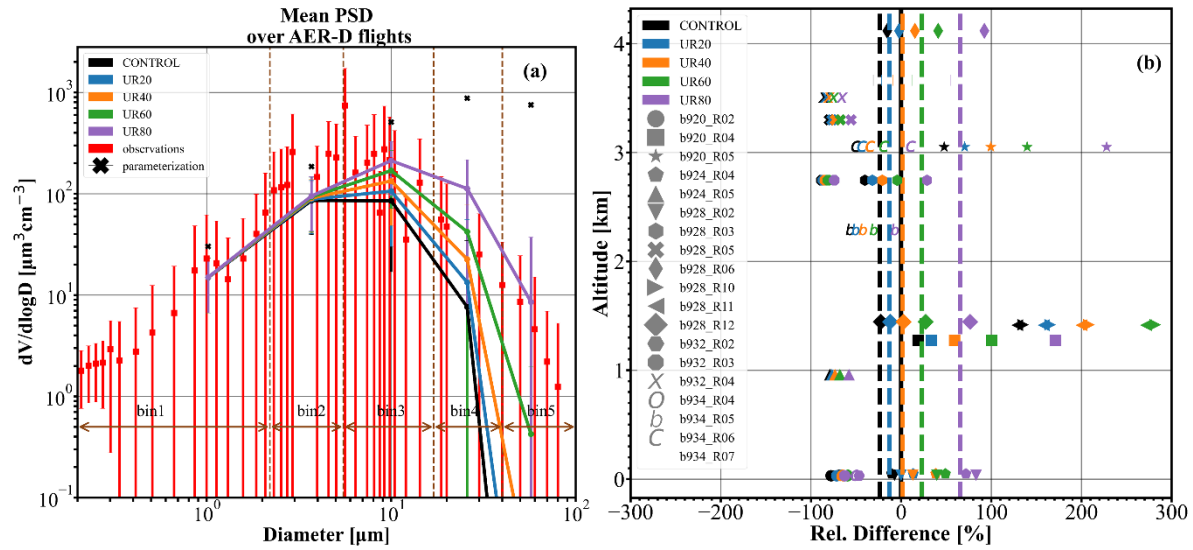 Mean PSD
over AER-D flights
(a)
CONTROL
UR20
UR40
UR60
UR80
observations
parameterization
bin1
bin2
bin3
bin4
bin5
10³
10²
10¹
10⁰
10⁻¹
dV/dlogD [μm³cm⁻³]
10⁰
10¹
10²
Diameter [μm]
(b)
CONTROL
UR20
UR40
UR60
UR80
b920_R02
b920_R04
b920_R05
b924_R04
b924_R05
b928_R02
b928_R03
b928_R05
b928_R06
b928_R10
b928_R11
b928_R12
b932_R02
b932_R03
b932_R04
b934_R04
b934_R05
b934_R06
b934_R07
4
3
2
1
0
Altitude [km]
−300
−200
−100
0
100
200
300
Rel. Difference [%]